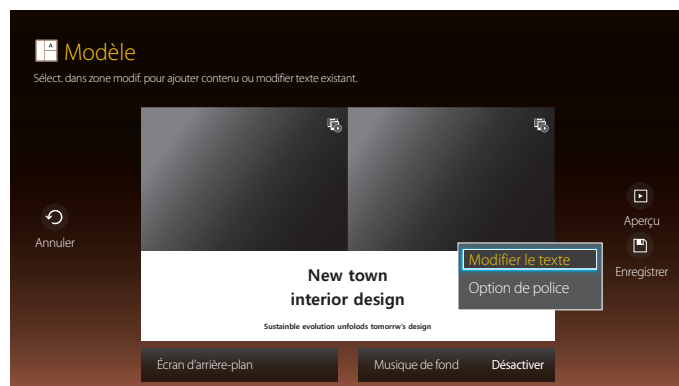 Modèle
Sélect. dans zone modif. pour ajouter contenu ou modifier texte existant.
Annuler
Aperçu
Enregistrer
Modifier le texte
Option de police
New town
interior design
Sustainble evolution unfolods tomorrw's design
Écran d'arrière-plan
Musique de fond Désactiver